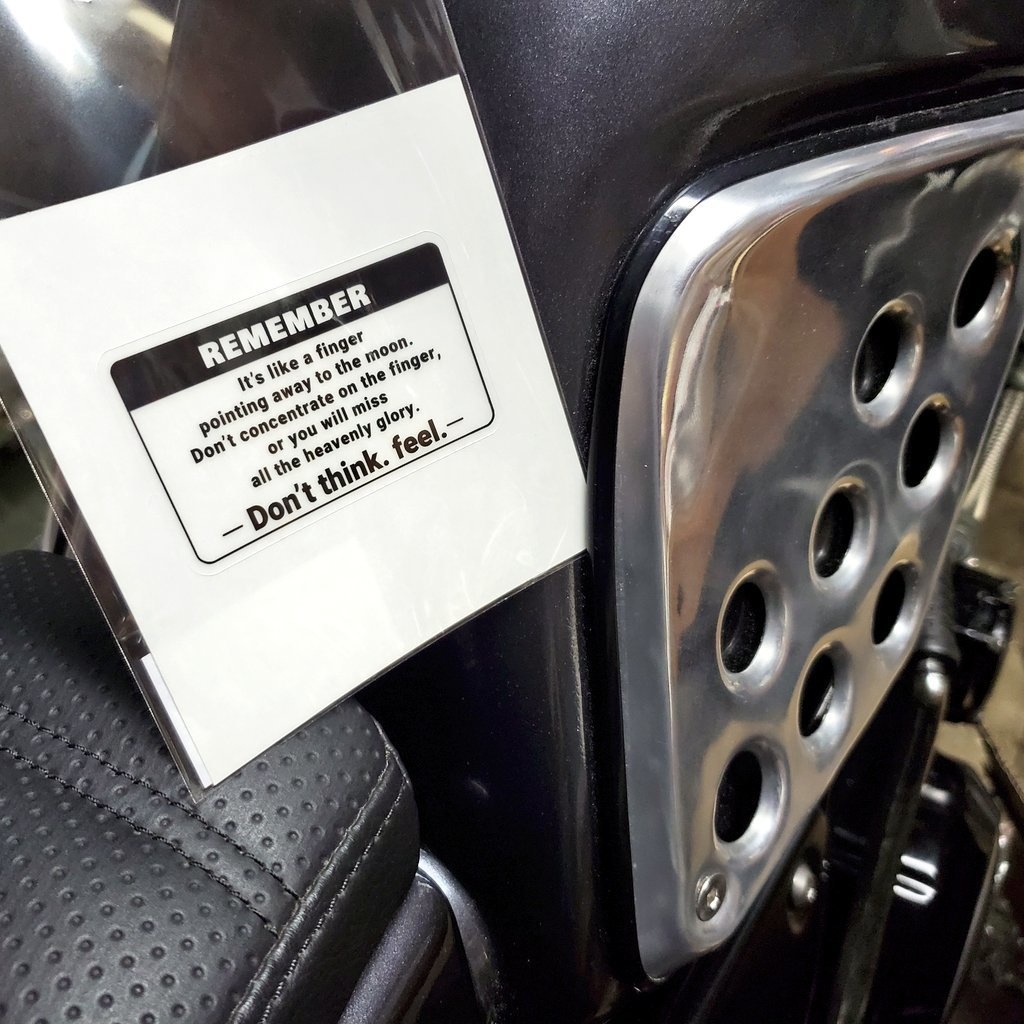 REMEMBER
It's like a finger
pointing away to the moon.
Don't concentrate on the finger,
or you will miss
all the heavenly glory.
— Don't think. feel. —